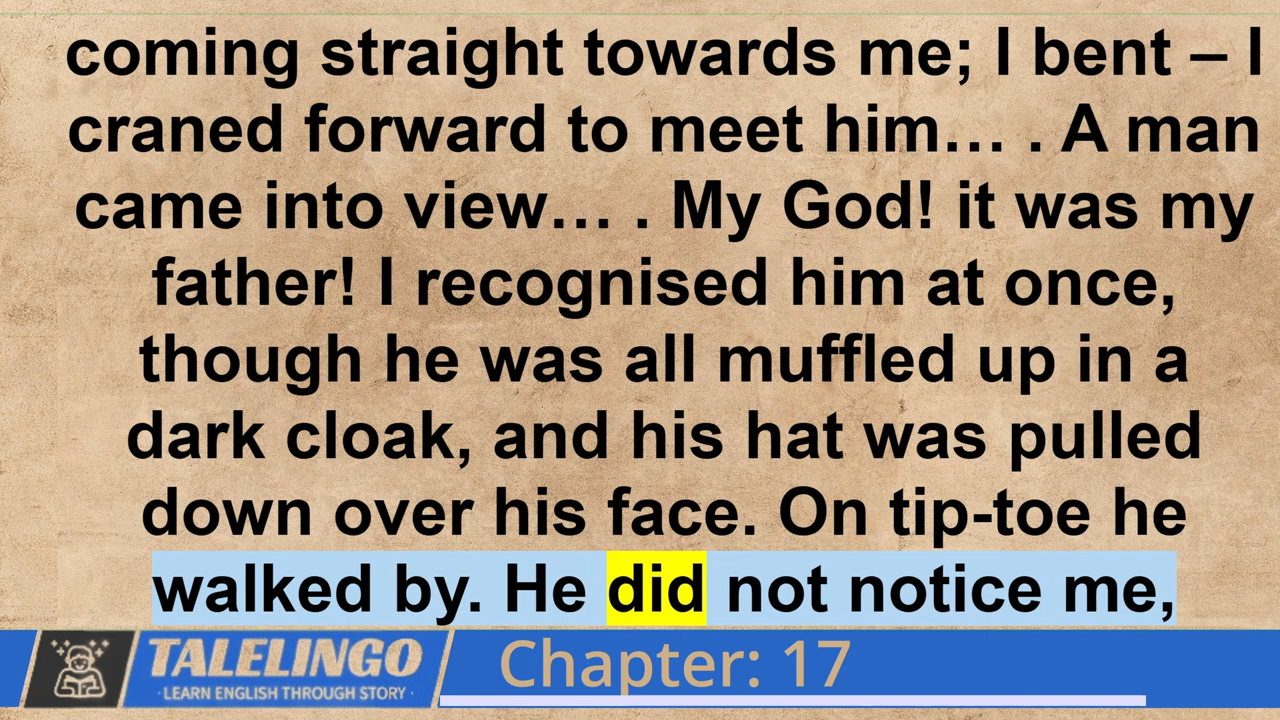 coming straight towards me; I bent – I
craned forward to meet him… . A man
came into view… . My God! it was my
father! I recognised him at once,
though he was all muffled up in a
dark cloak, and his hat was pulled
down over his face. On tip-toe he
walked by. He did not notice me,
TALELINGO
· LEARN ENGLISH THROUGH STORY ·
Chapter: 17